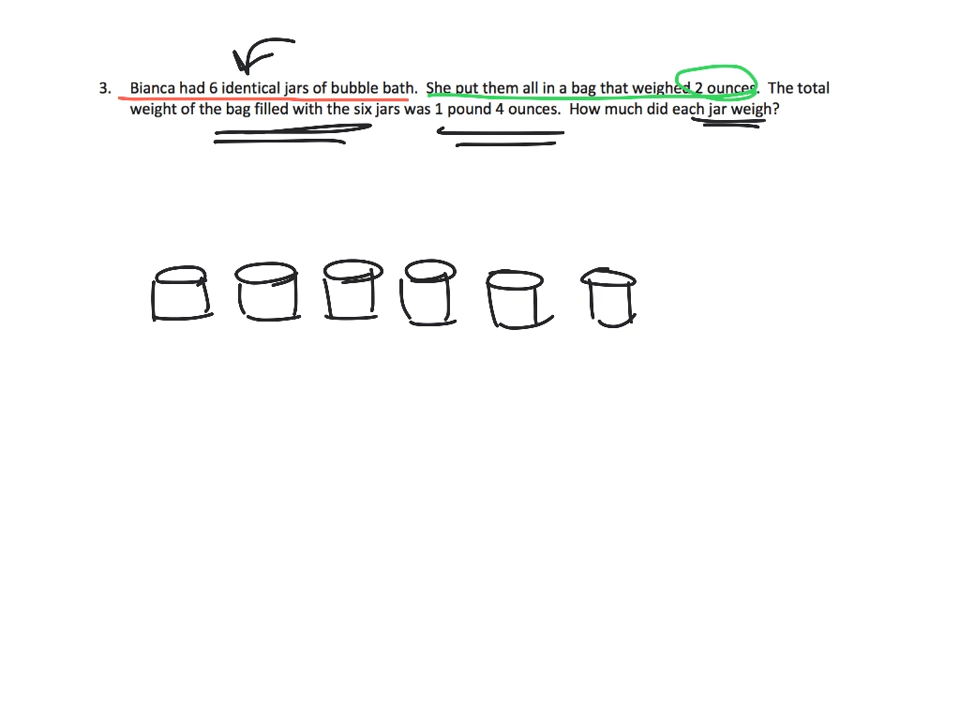 3. Bianca had 6 identical jars of bubble bath. She put them all in a bag that weighed 2 ounces. The total
weight of the bag filled with the six jars was 1 pound 4 ounces. How much did each jar weigh?